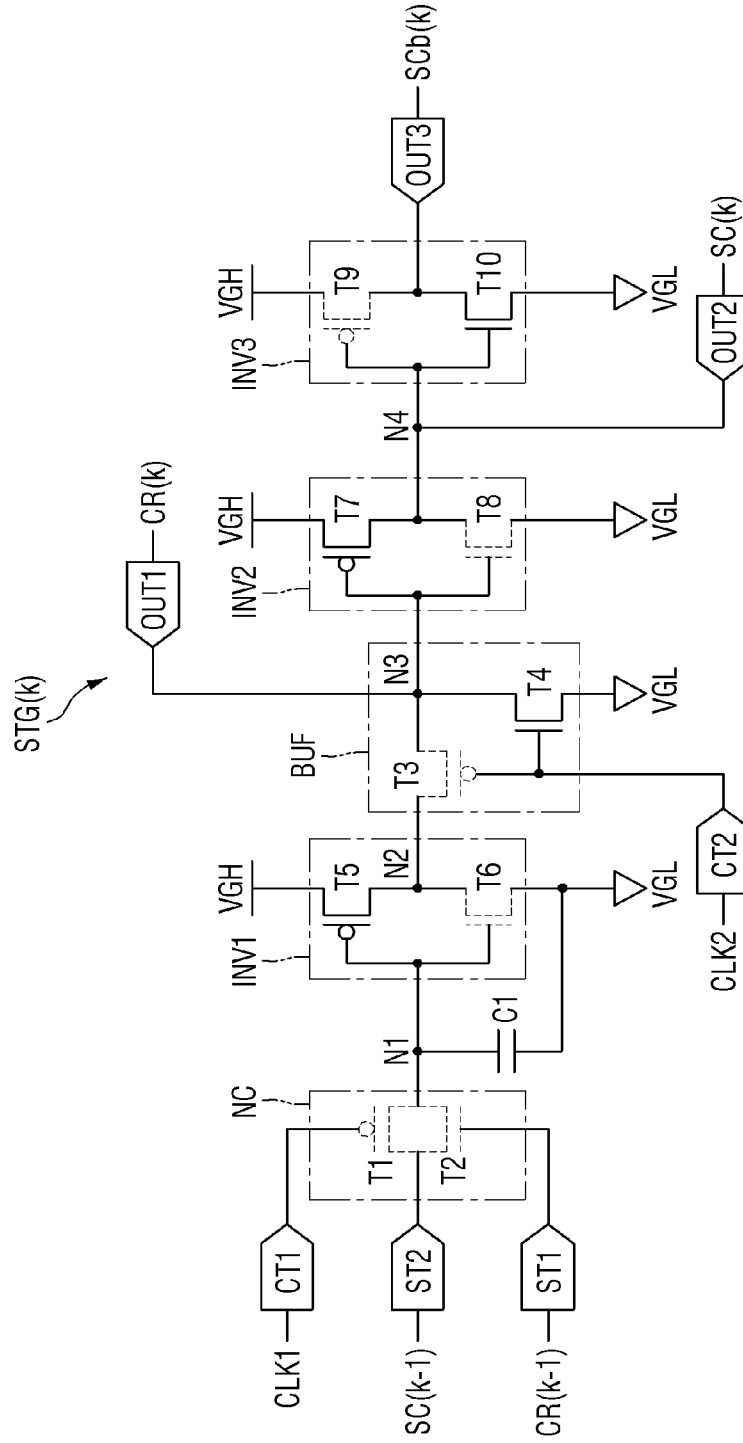 STG(k)
OUT1
CR(k)
CLK1
CT1
SC(k-1)
ST2
CR(k-1)
ST1
NC
T1
T2
N1
C1
INV1
VGH
T5
T6
VGL
N2
BUF
T3
T4
VGL
CLK2
CT2
N3
INV2
VGH
T7
T8
VGL
N4
INV3
VGH
T9
T10
VGL
OUT3
SCb(k)
OUT2
SC(k)